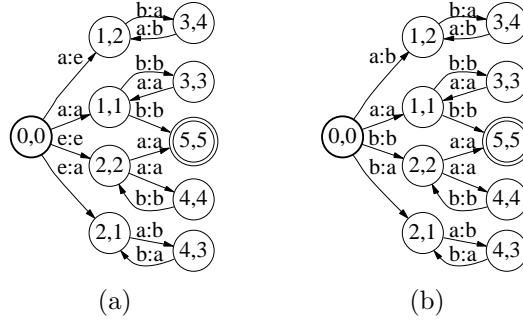 b:a
3,4
1,2
a:b
a:e
b:b
a:a
3,3
a:a
1,1
b:b
0,0
e:e
a:a
5,5
e:a
2,2
a:a
4,4
b:b
2,1
a:b
b:a
4,3
(a)
b:a
3,4
1,2
a:b
a:b
b:b
a:a
3,3
a:a
1,1
b:b
0,0
b:b
a:a
5,5
b:a
2,2
a:a
4,4
b:b
2,1
a:b
b:a
4,3
(b)